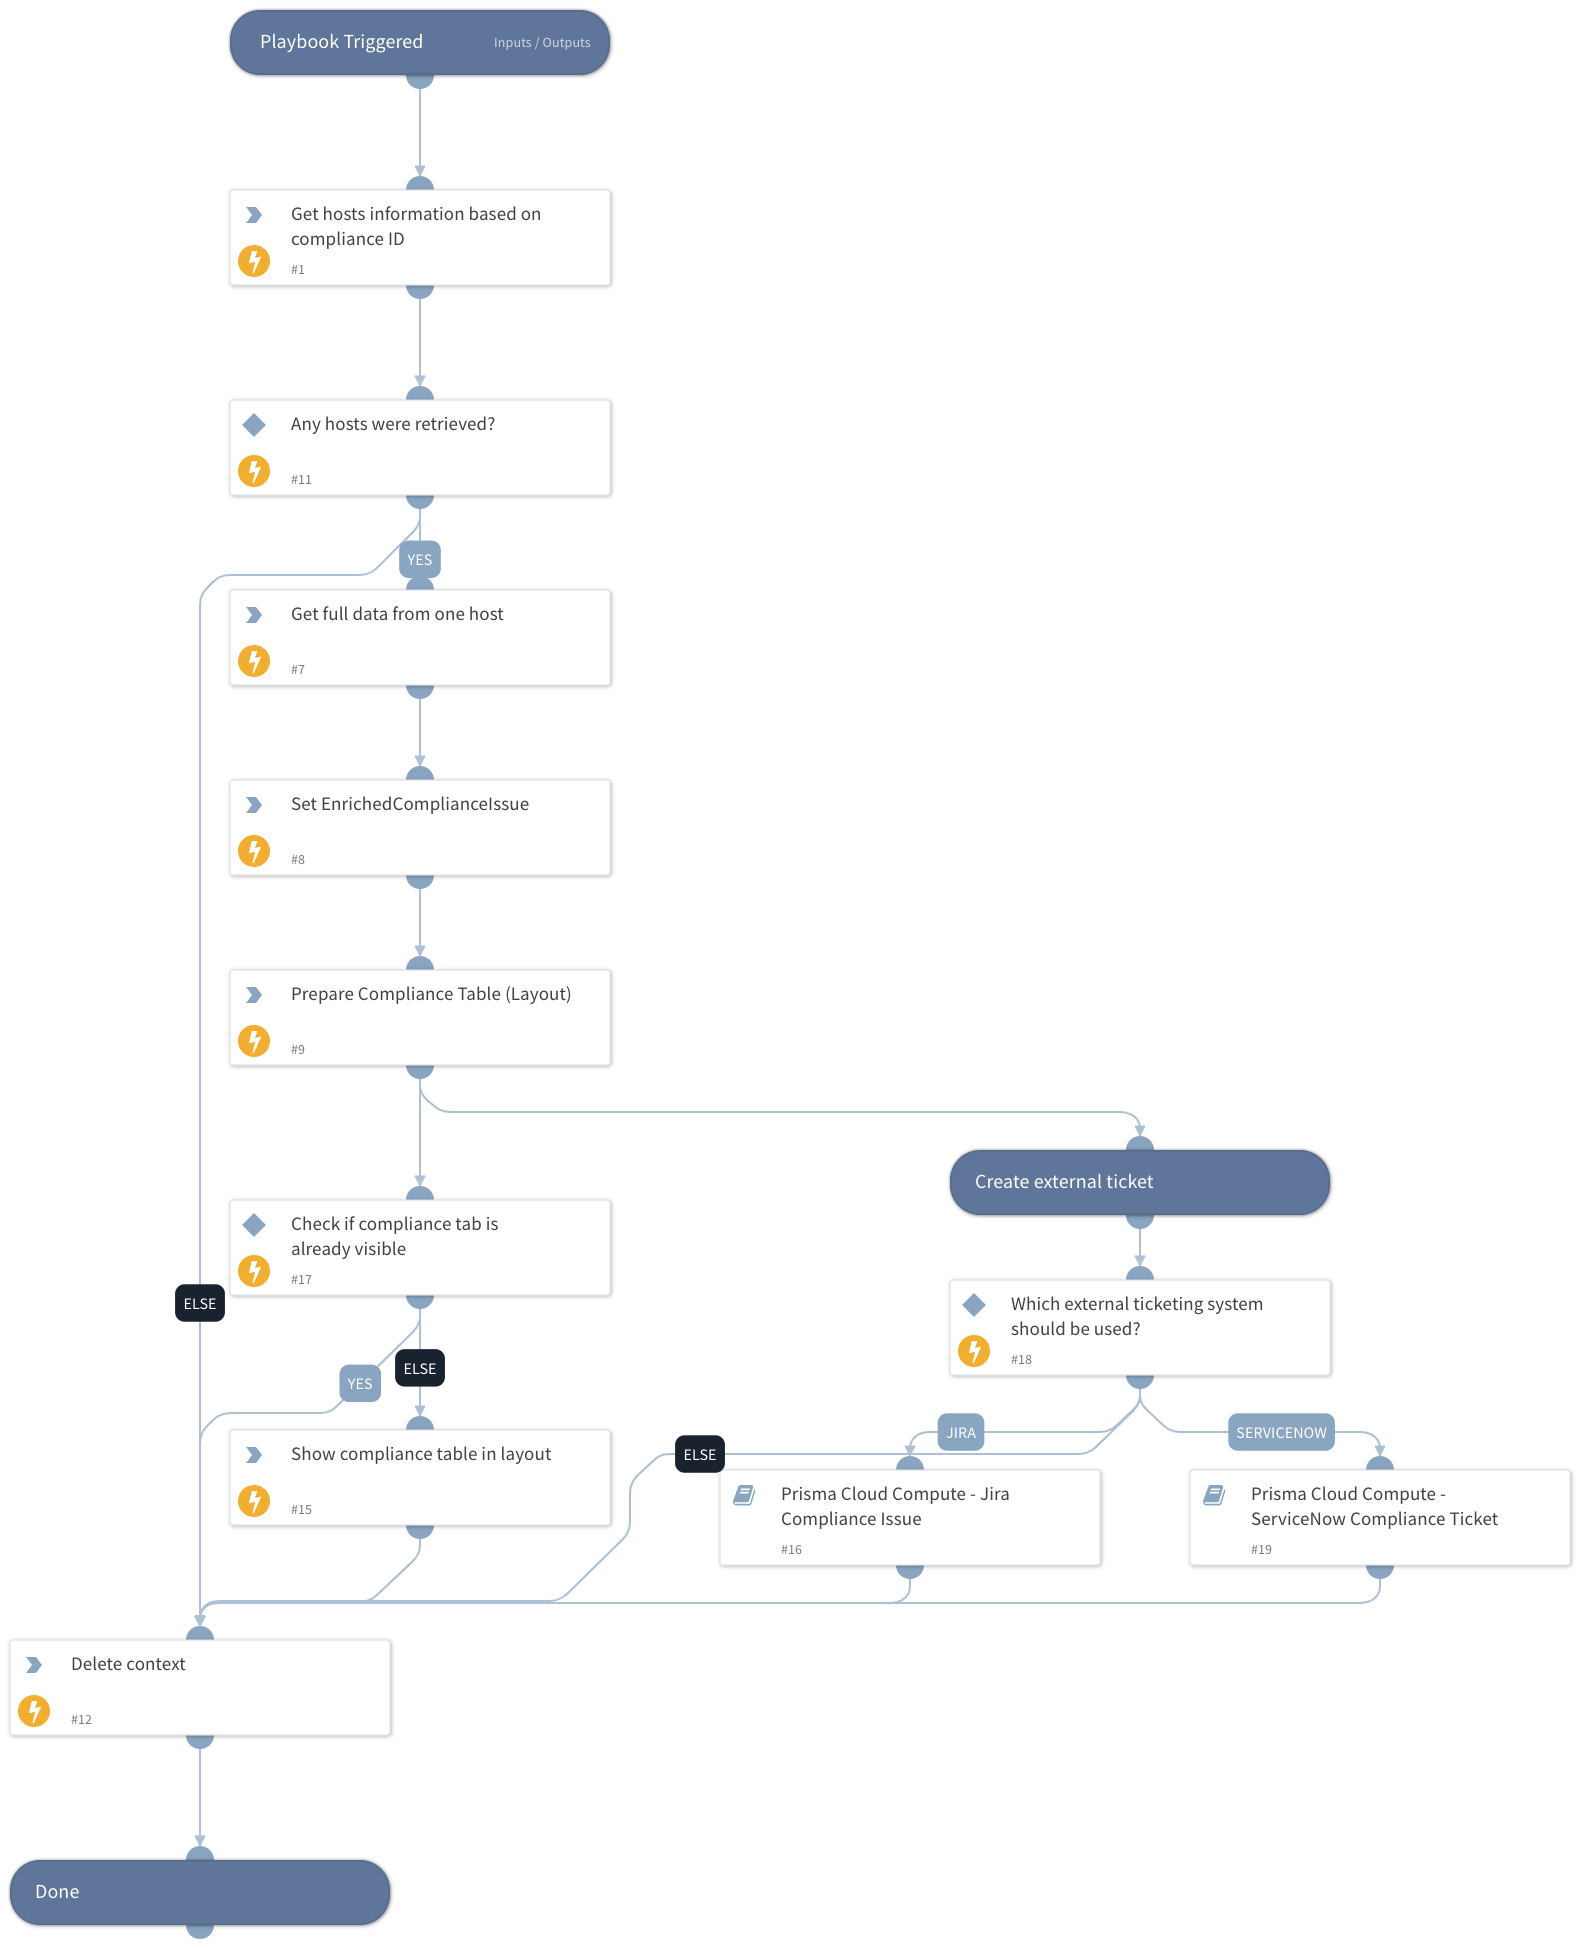 Playbook Triggered
Inputs / Outputs
Get hosts information based on
compliance ID
#1
Any hosts were retrieved?
#11
YES
Get full data from one host
#7
Set EnrichedComplianceIssue
#8
Prepare Compliance Table (Layout)
#9
Create external ticket
Check if compliance tab is
already visible
#17
ELSE
Which external ticketing system
should be used?
#18
YES
ELSE
JIRA
SERVICENOW
ELSE
Show compliance table in layout
#15
Prisma Cloud Compute - Jira
Compliance Issue
#16
Prisma Cloud Compute -
ServiceNow Compliance Ticket
#19
Delete context
#12
Done